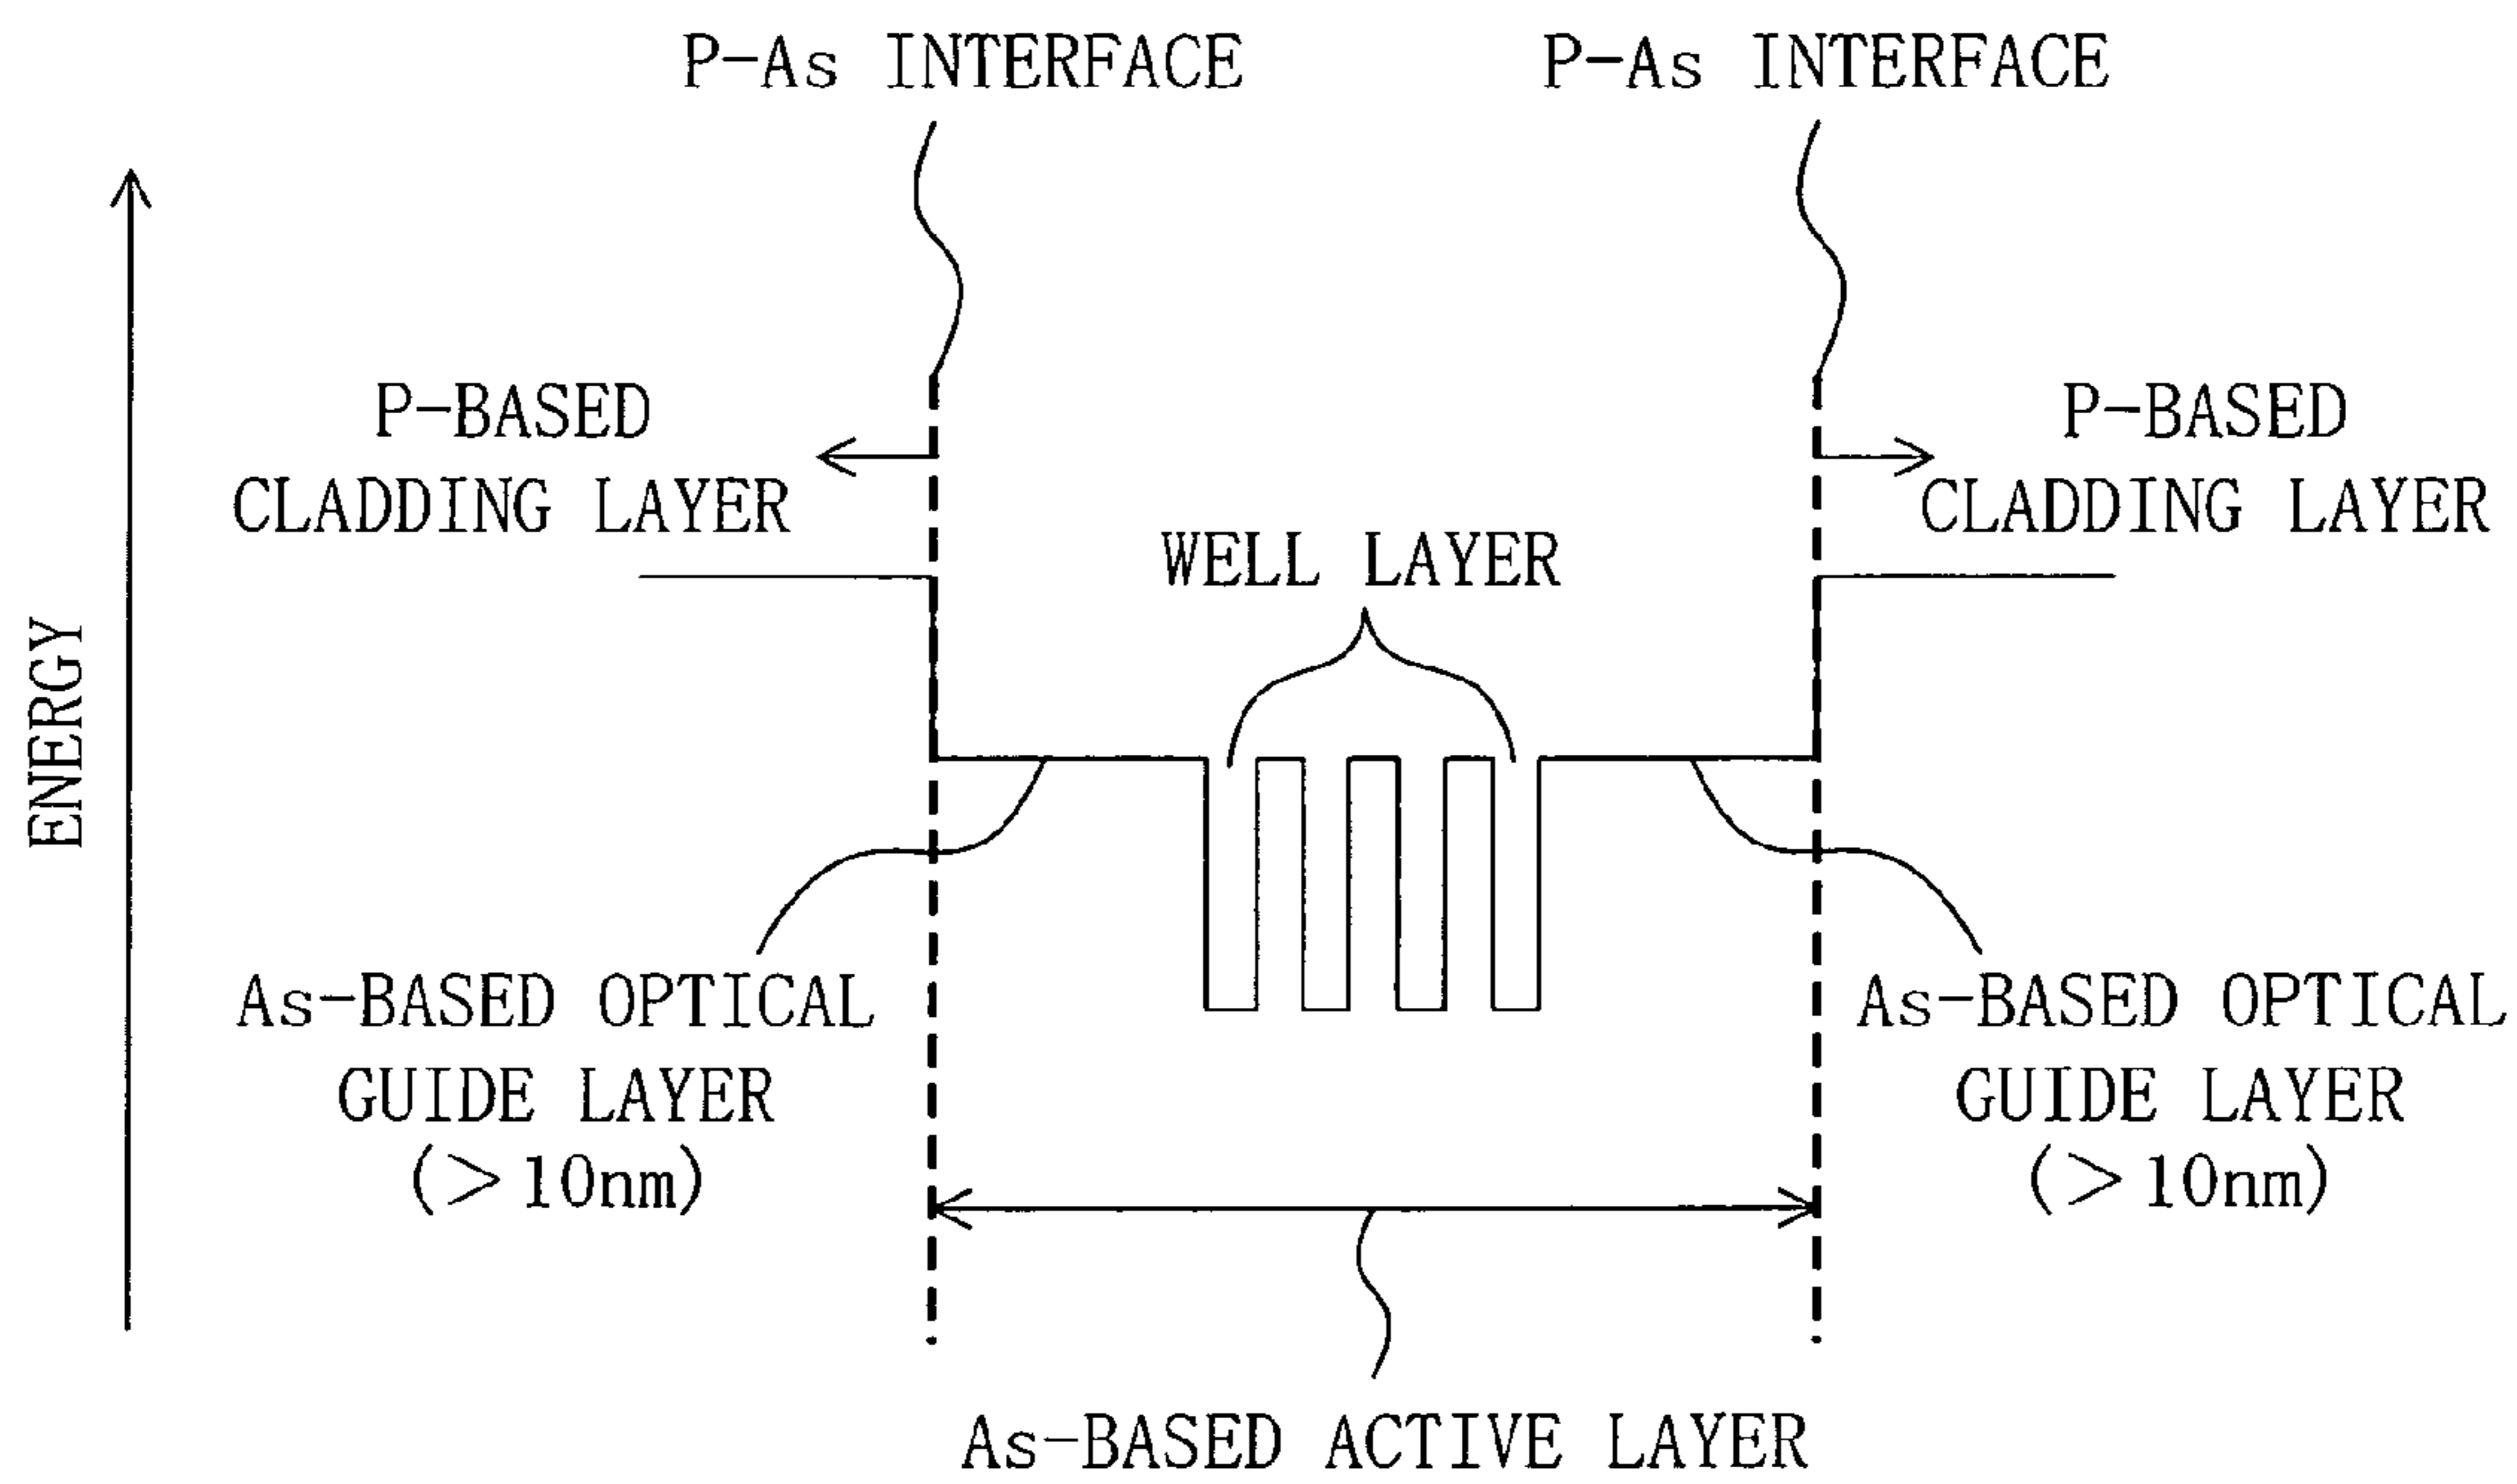 P-As INTERFACE
P-As INTERFACE
P-BASED
CLADDING LAYER
P-BASED
CLADDING LAYER
WELL LAYER
ENERGY
As-BASED OPTICAL
GUIDE LAYER
(>10nm)
As-BASED OPTICAL
GUIDE LAYER
(>10nm)
As-BASED ACTIVE LAYER